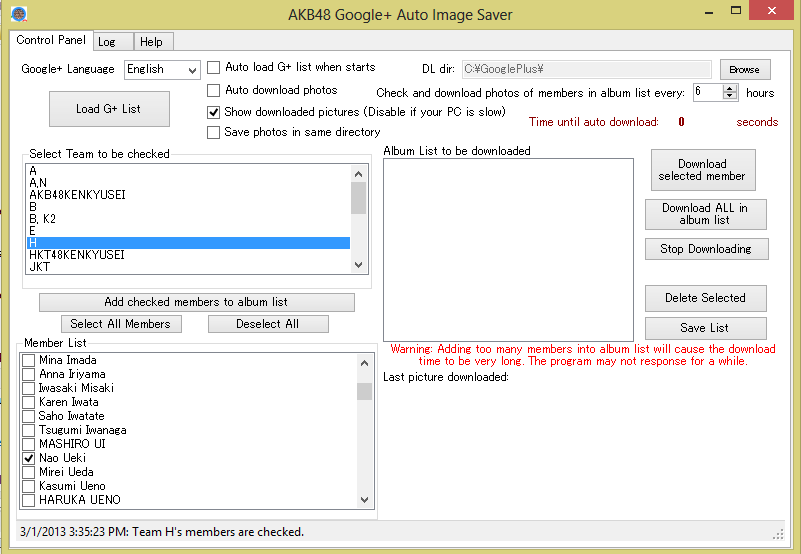 AKB48 Google+ Auto Image Saver
Control Panel Log Help
Google+ Language English
Auto load G+ list when starts
DL dir: C:¥GooglePlus¥ Browse
Auto download photos
Check and download photos of members in album list every: 6 hours
Load G+ List
Show downloaded pictures (Disable if your PC is slow)
Time until auto download: 0 seconds
Save photos in same directory
Select Team to be checked
A
A,N
AKB48KENKYUSEI
B
B, K2
E
H
HKT48KENKYUSEI
JKT
Add checked members to album list
Select All Members Deselect All
Member List
Mina Imada
Anna Iriyama
Iwasaki Misaki
Karen Iwata
Saho Iwatate
Tsugumi Iwanaga
MASHIRO UI
Nao Ueki
Mirei Ueda
Kasumi Ueno
HARUKA UENO
Album List to be downloaded
Download
selected member
Download ALL in
album list
Stop Downloading
Delete Selected
Save List
Warning: Adding too many members into album list will cause the download
time to be very long. The program may not response for a while.
Last picture downloaded:
3/1/2013 3:35:23 PM: Team H's members are checked.